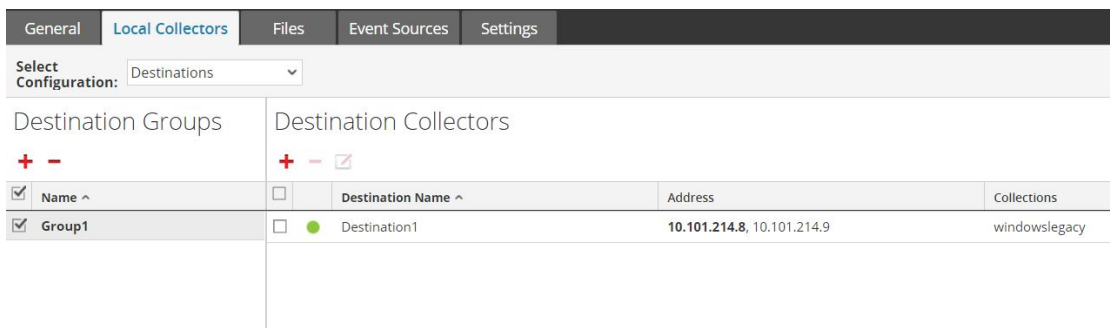 General Local Collectors Files Event Sources Settings
Select
Configuration: Destinations
Destination Groups
Destination Collectors
Name
Destination Name Address Collections
Group1
Destination1 10.101.214.8, 10.101.214.9 windowslegacy